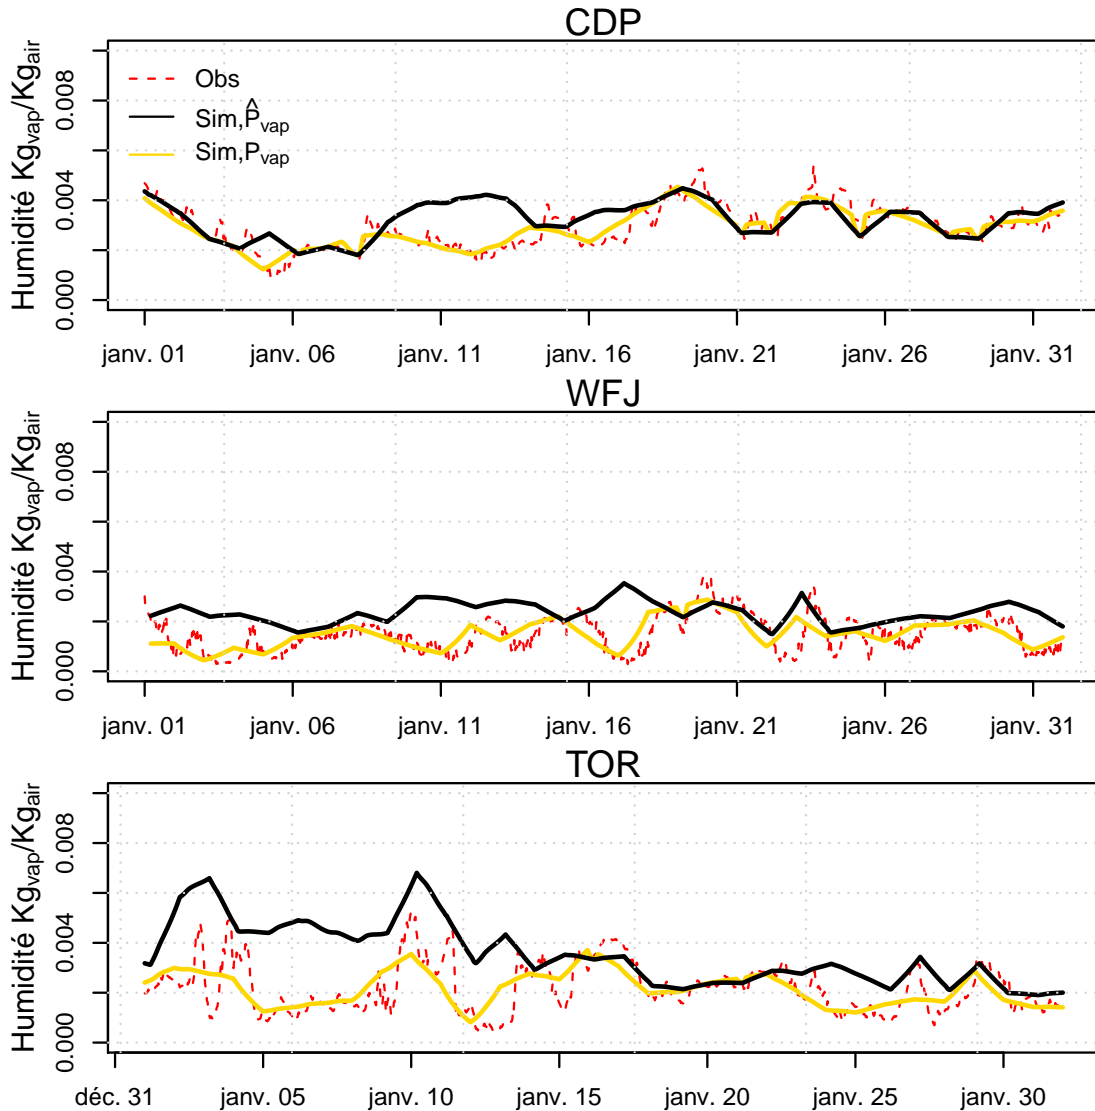 CDP
Humidité Kgvap/Kgair
0.000 0.004 0.008
Obs
Sim,P̂vap
Sim,Pvap
janv. 01 janv. 06 janv. 11 janv. 16 janv. 21 janv. 26 janv. 31
WFJ
Humidité Kgvap/Kgair
0.000 0.004 0.008
janv. 01 janv. 06 janv. 11 janv. 16 janv. 21 janv. 26 janv. 31
TOR
Humidité Kgvap/Kgair
0.000 0.004 0.008
déc. 31 janv. 05 janv. 10 janv. 15 janv. 20 janv. 25 janv. 30